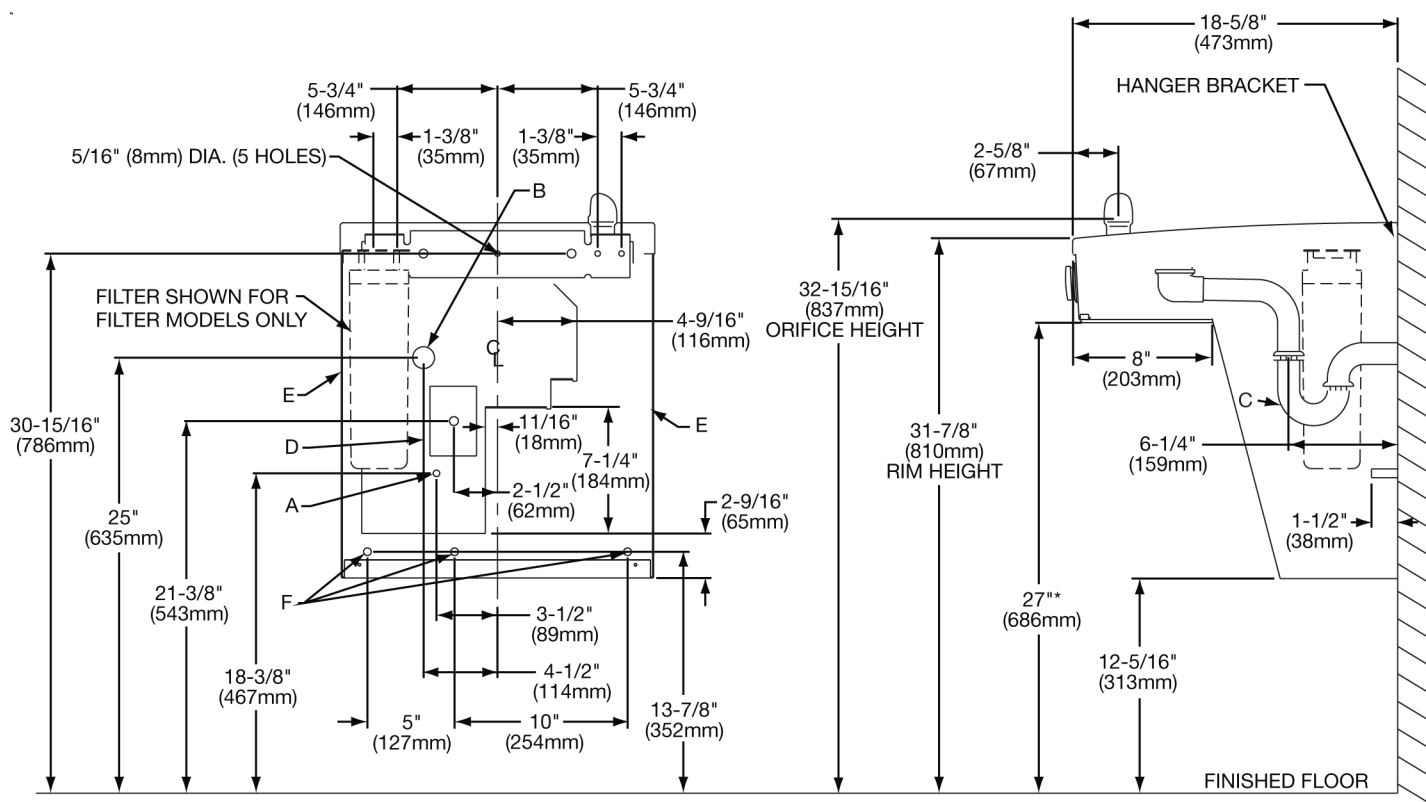 18-5/8"
(473mm)
HANGER BRACKET
5-3/4"
(146mm)
5-3/4"
(146mm)
1-3/8"
(35mm)
1-3/8"
(35mm)
5/16" (8mm) DIA. (5 HOLES)
B
2-5/8"
(67mm)
FILTER SHOWN FOR
FILTER MODELS ONLY
4-9/16"
(116mm)
CL
32-15/16"
(837mm)
ORIFICE HEIGHT
8"
(203mm)
E
E
C
30-15/16"
(786mm)
D
11/16"
(18mm)
7-1/4"
(184mm)
31-7/8"
(810mm)
RIM HEIGHT
6-1/4"
(159mm)
A
2-1/2"
(62mm)
2-9/16"
(65mm)
25"
(635mm)
1-1/2"
(38mm)
21-3/8"
(543mm)
F
3-1/2"
(89mm)
27"*
(686mm)
18-3/8"
(467mm)
4-1/2"
(114mm)
12-5/16"
(313mm)
5"
(127mm)
10"
(254mm)
13-7/8"
(352mm)
FINISHED FLOOR